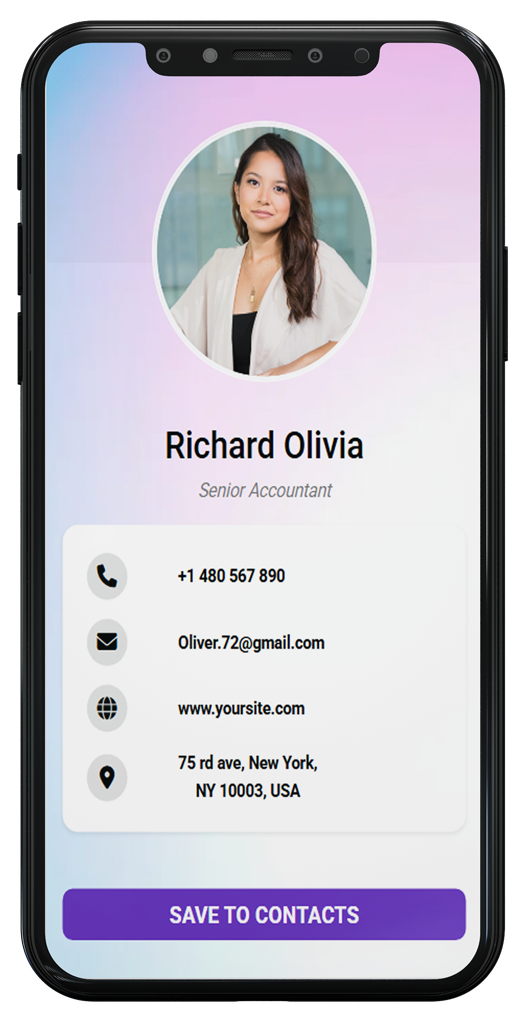 Richard Olivia
Senior Accountant
+1 480 567 890
Oliver.72@gmail.com
www.yoursite.com
75 rd ave, New York,
NY 10003, USA
SAVE TO CONTACTS